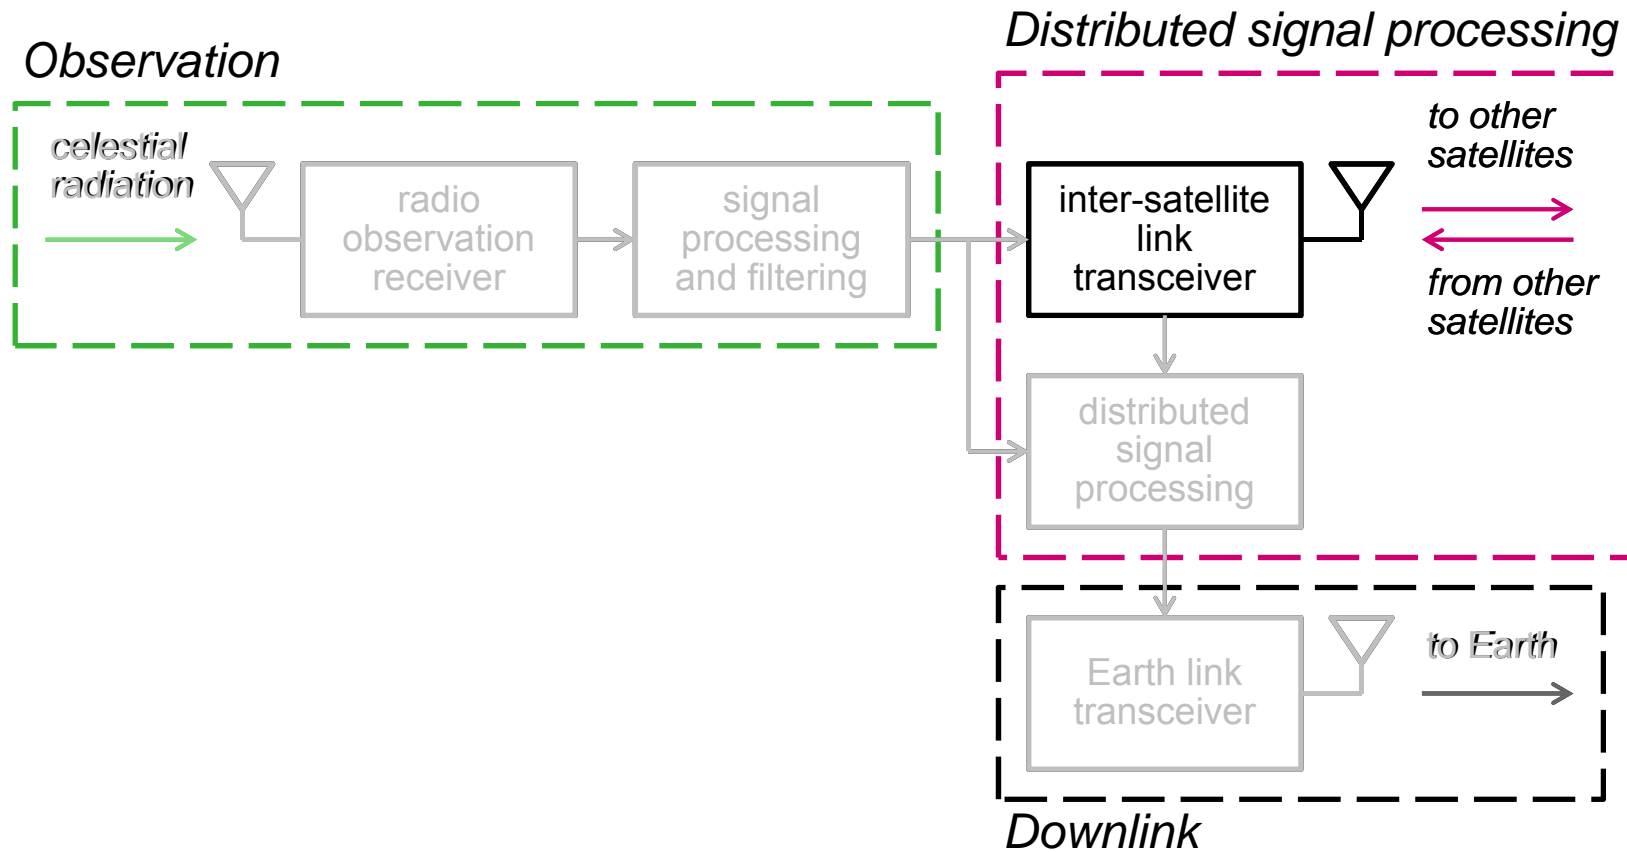 Observation
celestial
radiation
radio
observation
receiver
signal
processing
and filtering
Distributed signal processing
inter-satellite
link
transceiver
to other
satellites
from other
satellites
distributed
signal
processing
Earth link
transceiver
to Earth
Downlink